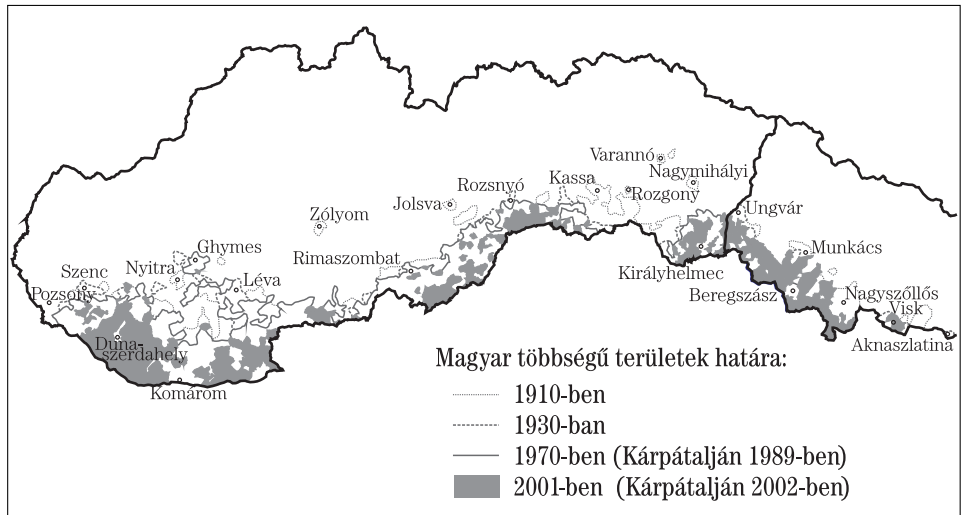 Varannó
Nagymihályi
Kassa
Rozsnyó
Rozgony
Jolsva
Ungvár
Zólyom
Ghymes
Munkács
Rimaszombat
Nyitra
Szenc
Léva
Királyhelmec
Pozsony
Beregszász
Nagyszőllős
Visk
Duna-
szerdahely
Aknaszlatina
Komárom
Magyar többségű területek határa:
1910-ben
1930-ban
1970-ben (Kárpátalján 1989-ben)
2001-ben (Kárpátalján 2002-ben)